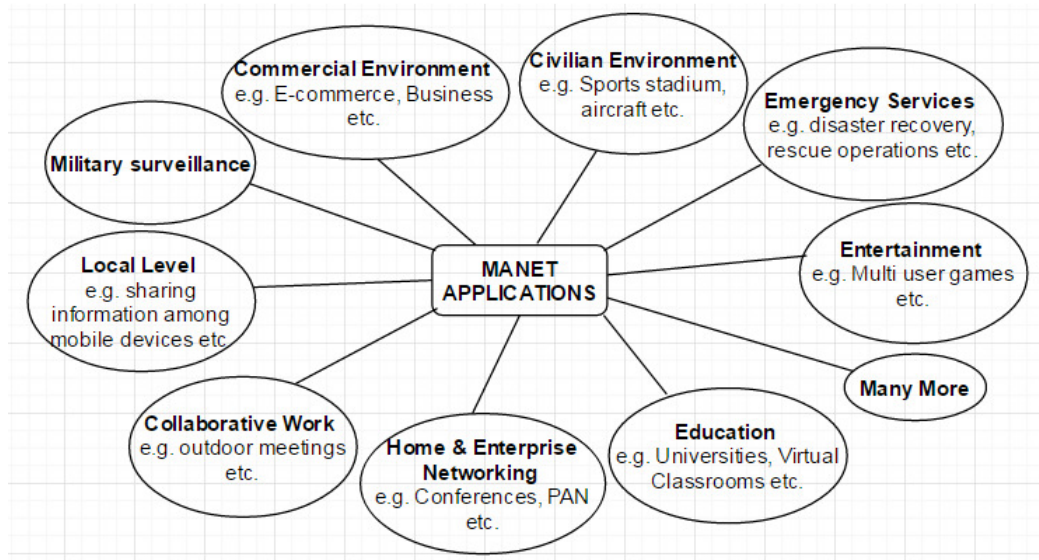 Commercial Environment
e.g. E-commerce, Business
etc.
Civilian Environment
e.g. Sports stadium,
aircraft etc.
Emergency Services
e.g. disaster recovery,
rescue operations etc.
Military surveillance
MANET
APPLICATIONS
Local Level
e.g. sharing
information among
mobile devices etc
Entertainment
e.g. Multi user games
etc.
Many More
Collaborative Work
e.g. outdoor meetings
etc.
Home & Enterprise
Networking
e.g. Conferences, PAN
etc.
Education
e.g. Universities, Virtual
Classrooms etc.